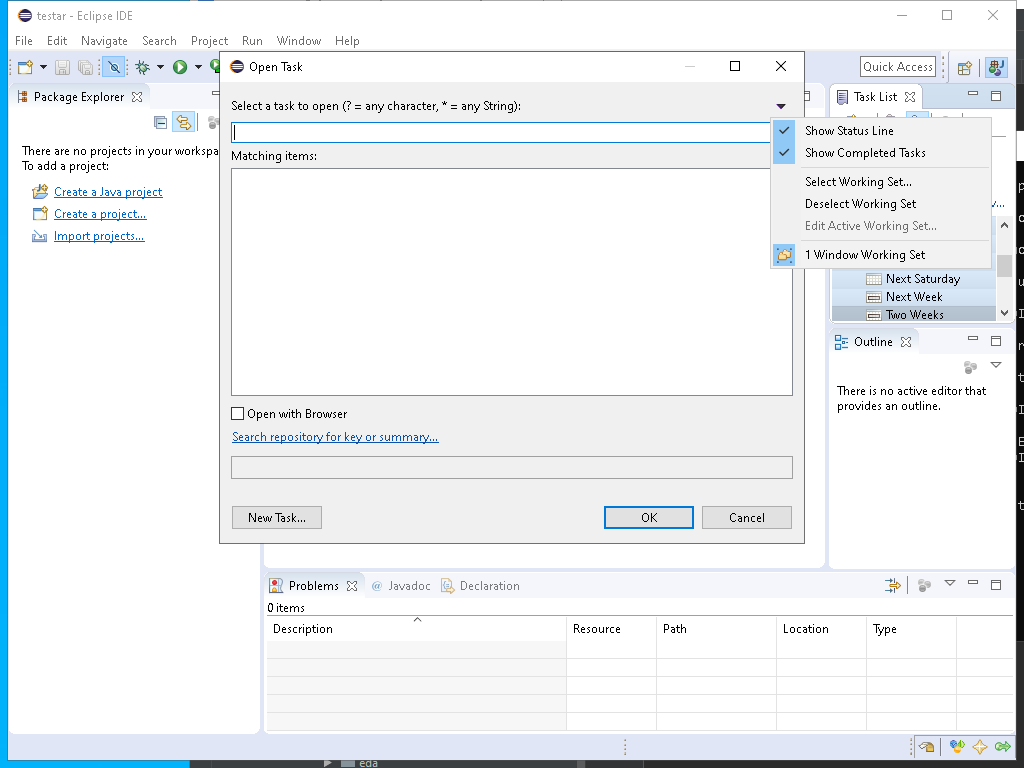 testar - Eclipse IDE
File Edit Navigate Search Project Run Window Help
Quick Access
Package Explorer
There are no projects in your workspa
To add a project:
Create a Java project
Create a project...
Import projects...
Open Task
Select a task to open (? = any character, * = any String):
Matching items:
Open with Browser
Search repository for key or summary...
New Task...
OK
Cancel
Task List
Show Status Line
Show Completed Tasks
Select Working Set...
Deselect Working Set
Edit Active Working Set...
1 Window Working Set
Next Saturday
Next Week
Two Weeks
Outline
There is no active editor that
provides an outline.
Problems
@ Javadoc
Declaration
0 items
Description Resource Path Location Type
eda